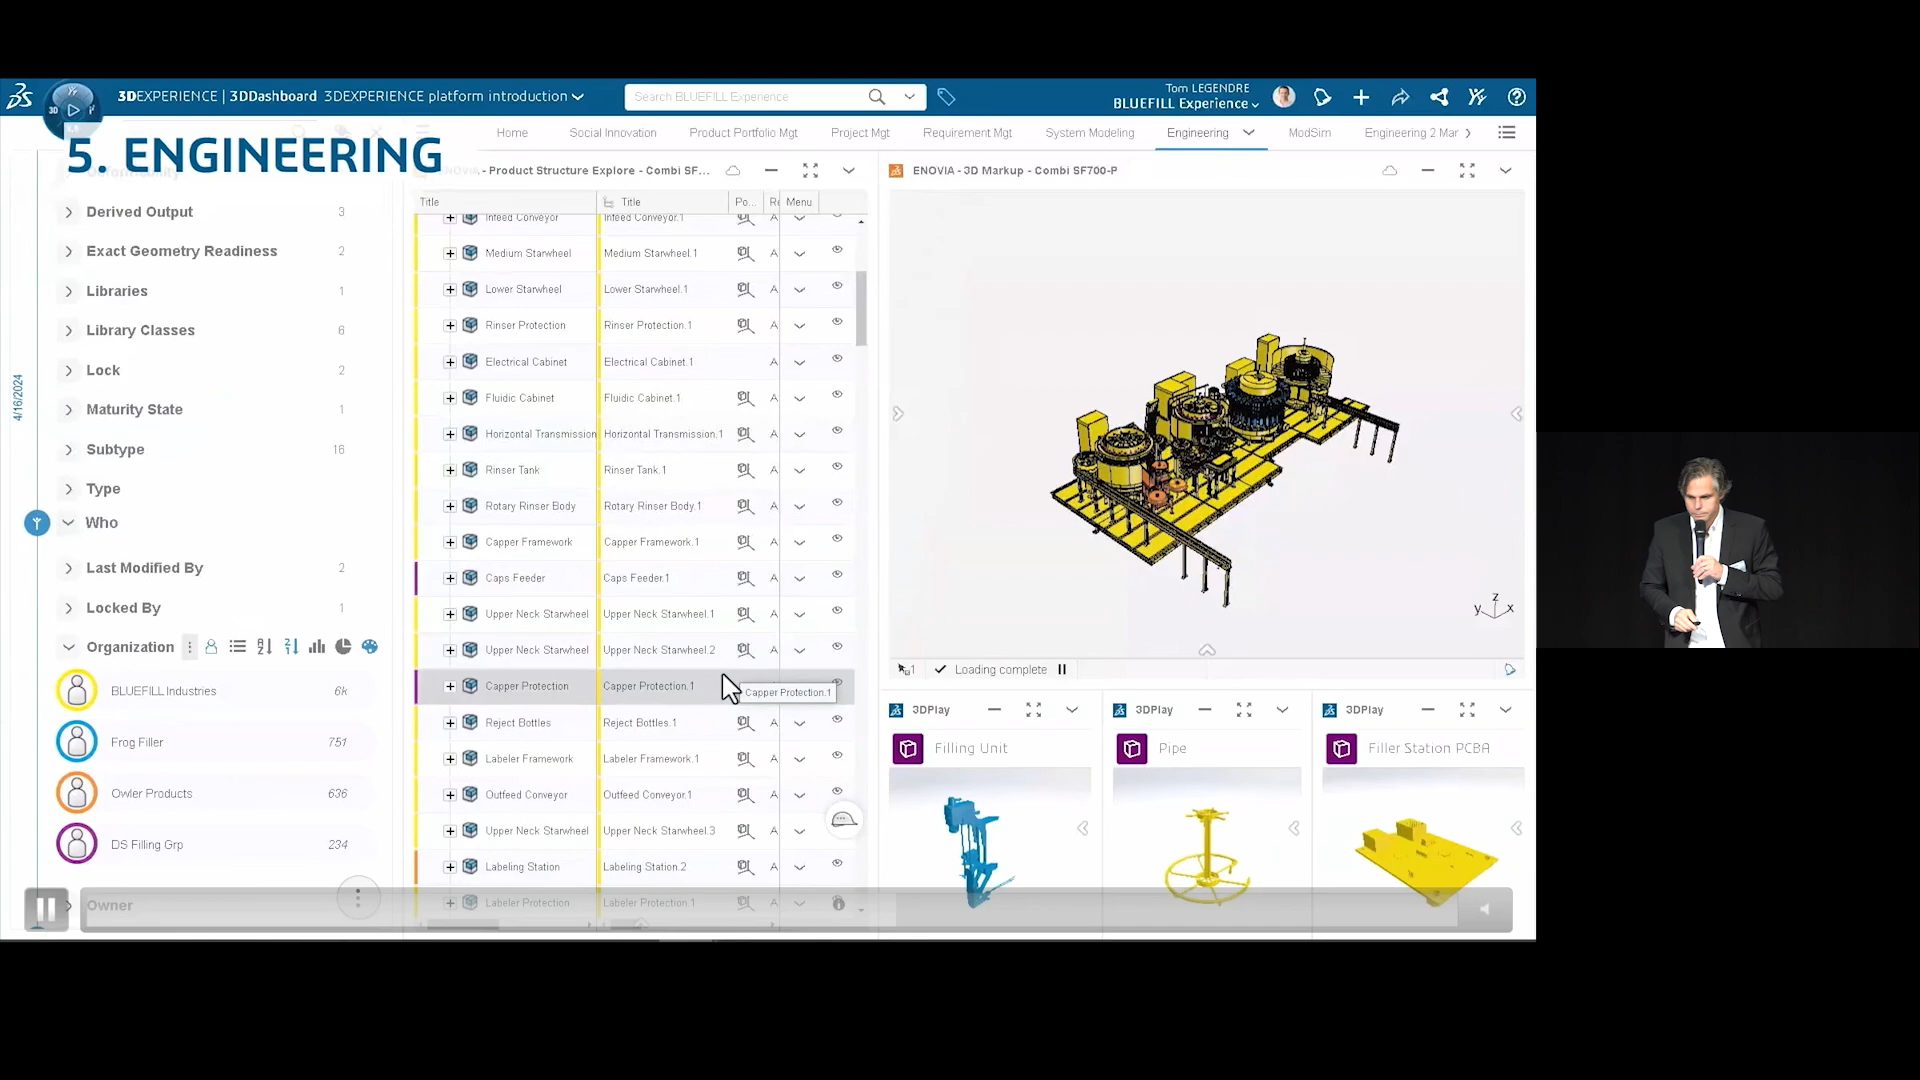 3DEXPERIENCE | 3DDashboard 3DEXPERIENCE platform introduction
Search BLUEFILL Experience
Tom LEGENDRE
BLUEFILL Experience
5. ENGINEERING
Home
Social Innovation
Product Portfolio Mgt
Project Mgt
Requirement Mgt
System Modeling
Engineering
ModSim
Engineering 2 Mar
- Product Structure Explore - Combi SF...
ENOVIA - 3D Markup - Combi SF700-P
Title
Title
Po...
Menu
4/16/2024
Derived Output 3
Exact Geometry Readiness 2
Libraries 1
Library Classes 6
Lock 2
Maturity State 1
Subtype 16
Type
Who
Last Modified By 2
Locked By 1
Organization
BLUEFILL Industries 6k
Frog Filler 751
Owler Products 636
DS Filling Grp 234
Owner
Infeed Conveyor Infeed Conveyor.1
Medium Starwheel Medium Starwheel.1 A
Lower Starwheel Lower Starwheel.1 A
Rinser Protection Rinser Protection.1 A
Electrical Cabinet Electrical Cabinet.1 A
Fluidic Cabinet Fluidic Cabinet.1 A
Horizontal Transmission Horizontal Transmission.1 A
Rinser Tank Rinser Tank.1 A
Rotary Rinser Body Rotary Rinser Body.1 A
Capper Framework Capper Framework.1 A
Caps Feeder Caps Feeder.1 A
Upper Neck Starwheel Upper Neck Starwheel.1 A
Upper Neck Starwheel Upper Neck Starwheel.2 A
Capper Protection Capper Protection.1
Capper Protection.1
Reject Bottles Reject Bottles.1 A
Labeler Framework Labeler Framework.1 A
Outfeed Conveyor Outfeed Conveyor.1 A
Upper Neck Starwheel Upper Neck Starwheel.3 A
Labeling Station Labeling Station.2 A
Labeler Protection Labeler Protection.1 A
z
y x
1
Loading complete
3DPlay
3DPlay
3DPlay
Filling Unit
Pipe
Filler Station PCBA